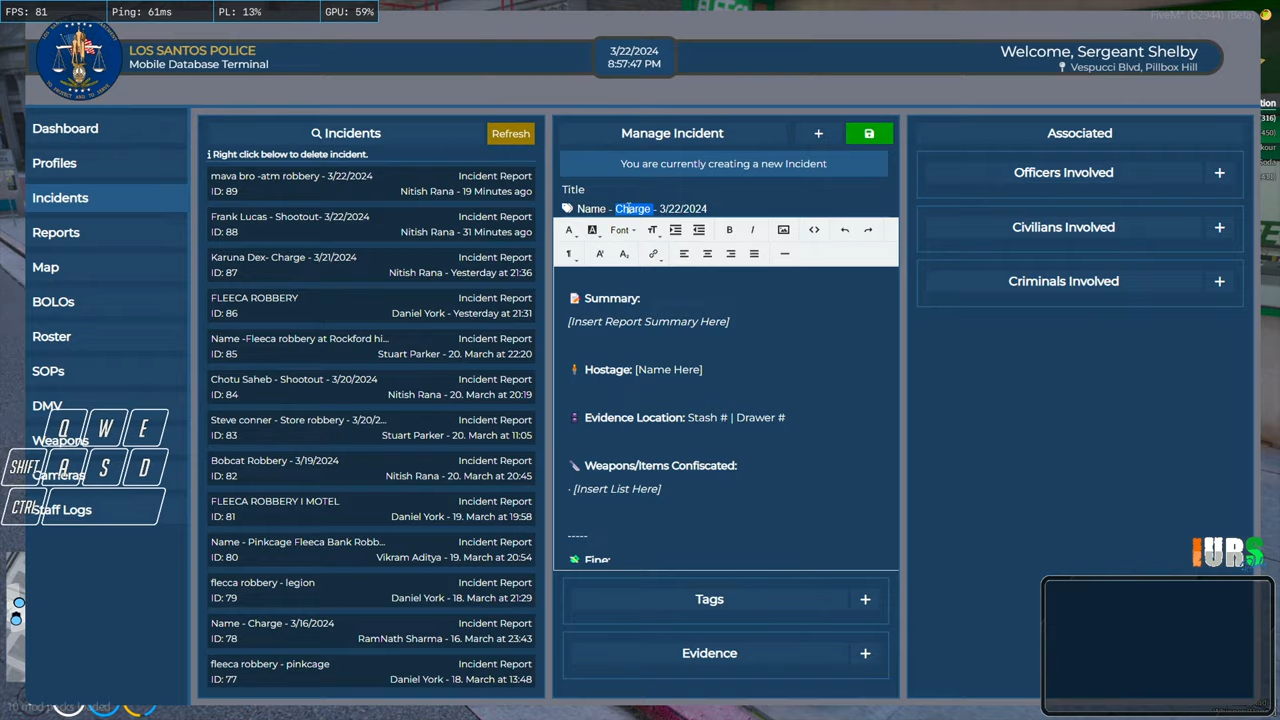 FPS: 81
Ping: 61ms
PL: 13%
GPU: 59%
FiveM* (b2944) (Beta)
LOS SANTOS POLICE
Mobile Database Terminal
3/22/2024
8:57:47 PM
Welcome, Sergeant Shelby
Vespucci Blvd, Pillbox Hill
Dashboard
Profiles
Incidents
Reports
Map
BOLOs
Roster
SOPs
DMV
Weapons
Cameras
Staff Logs
Q W E
SHIFT A S D
CTRL
Incidents
Refresh
Right click below to delete incident.
mava bro -atm robbery - 3/22/2024 Incident Report
ID: 89 Nitish Rana - 19 Minutes ago
Frank Lucas - Shootout- 3/22/2024 Incident Report
ID: 88 Nitish Rana - 31 Minutes ago
Karuna Dex- Charge - 3/21/2024 Incident Report
ID: 87 Nitish Rana - Yesterday at 21:36
FLEECA ROBBERY Incident Report
ID: 86 Daniel York - Yesterday at 21:31
Name -Fleeca robbery at Rockford hi... Incident Report
ID: 85 Stuart Parker - 20. March at 22:20
Chotu Saheb - Shootout - 3/20/2024 Incident Report
ID: 84 Nitish Rana - 20. March at 20:19
Steve conner - Store robbery - 3/20/2... Incident Report
ID: 83 Stuart Parker - 20. March at 11:05
Bobcat Robbery - 3/19/2024 Incident Report
ID: 82 Nitish Rana - 19. March at 20:45
FLEECA ROBBERY I MOTEL Incident Report
ID: 81 Daniel York - 19. March at 19:58
Name - Pinkcage Fleeca Bank Robb... Incident Report
ID: 80 Vikram Aditya - 19. March at 20:54
flecca robbery - legion Incident Report
ID: 79 Daniel York - 18. March at 21:29
Name - Charge - 3/16/2024 Incident Report
ID: 78 RamNath Sharma - 16. March at 23:43
fleeca robbery - pinkcage Incident Report
ID: 77 Daniel York - 18. March at 13:48
Manage Incident
You are currently creating a new Incident
Title
Name - Charge - 3/22/2024
Font
Summary:
[Insert Report Summary Here]
Hostage: [Name Here]
Evidence Location: Stash # | Drawer #
Weapons/Items Confiscated:
· [Insert List Here]
-----
Fine:
Tags
Evidence
Associated
Officers Involved
Civilians Involved
Criminals Involved
IURS
10 mod packs loaded